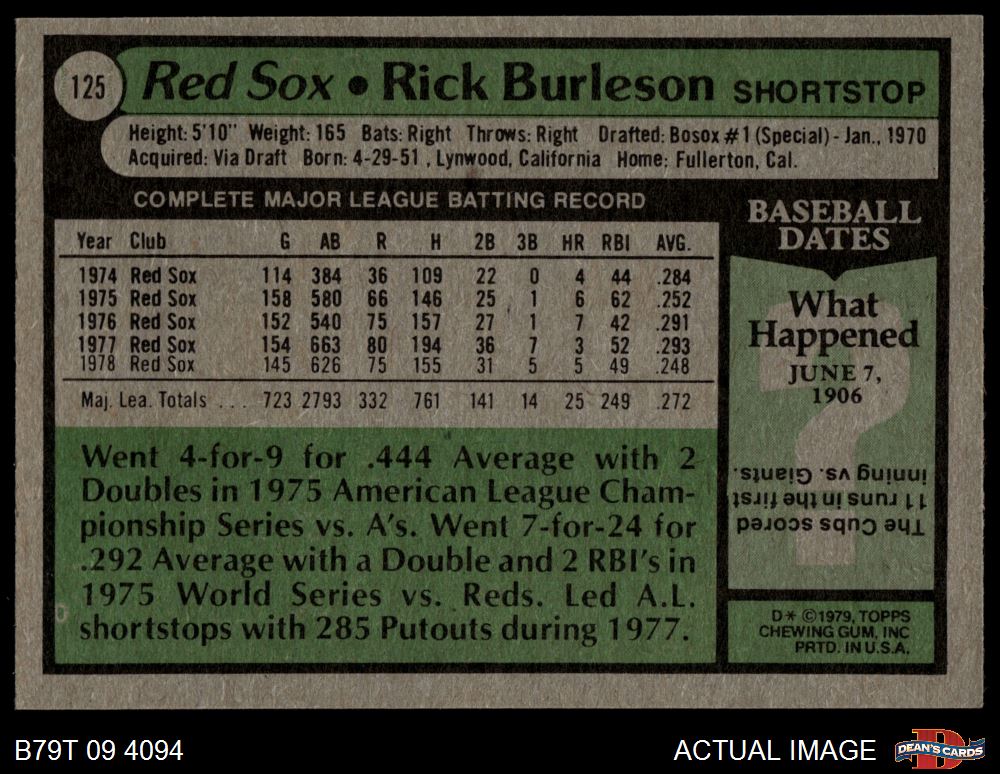 125
Red Sox • Rick Burleson SHORTSTOP
Height: 5'10" Weight: 165 Bats: Right Throws: Right Drafted: Bosox #1 (Special) - Jan., 1970
Acquired: Via Draft Born: 4-29-51 , Lynwood, California Home: Fullerton, Cal.
COMPLETE MAJOR LEAGUE BATTING RECORD
Year Club G AB R H 2B 3B HR RBI AVG.
1974 Red Sox 114 384 36 109 22 0 4 44 .284
1975 Red Sox 158 580 66 146 25 1 6 62 .252
1976 Red Sox 152 540 75 157 27 1 7 42 .291
1977 Red Sox 154 663 80 194 36 7 3 52 .293
1978 Red Sox 145 626 75 155 31 5 5 49 .248
Maj. Lea. Totals . . . 723 2793 332 761 141 14 25 249 .272
Went 4-for-9 for .444 Average with 2
Doubles in 1975 American League Cham-
pionship Series vs. A's. Went 7-for-24 for
.292 Average with a Double and 2 RBI's in
1975 World Series vs. Reds. Led A.L.
shortstops with 285 Putouts during 1977.
BASEBALL
DATES
What
Happened
JUNE 7,
1906
The Cubs scored
11 runs in the first
inning vs. Giants.
D* ©1979, TOPPS
CHEWING GUM, INC
PRTD. IN U.S.A.
B79T 09 4094
ACTUAL IMAGE
D
DEAN'S CARDS